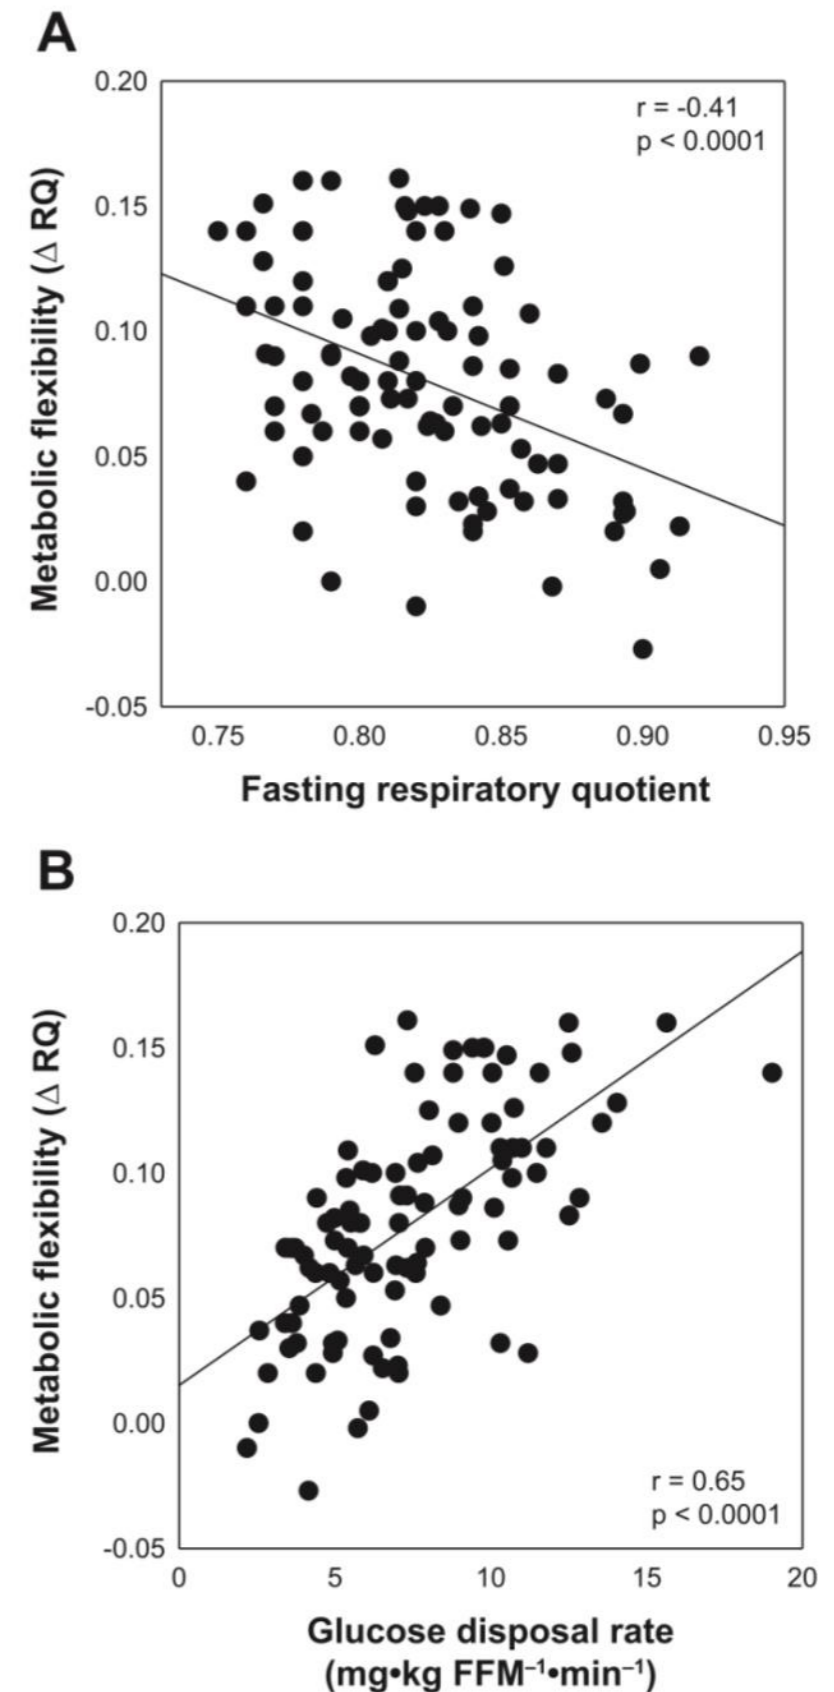 A
r = -0.41
p < 0.0001
0.20
0.15
0.10
0.05
0.00
-0.05
Metabolic flexibility (Δ RQ)
0.75 0.80 0.85 0.90 0.95
Fasting respiratory quotient
B
0.20
0.15
0.10
0.05
0.00
-0.05
Metabolic flexibility (Δ RQ)
r = 0.65
p < 0.0001
0 5 10 15 20
Glucose disposal rate
(mg•kg FFM⁻¹•min⁻¹)